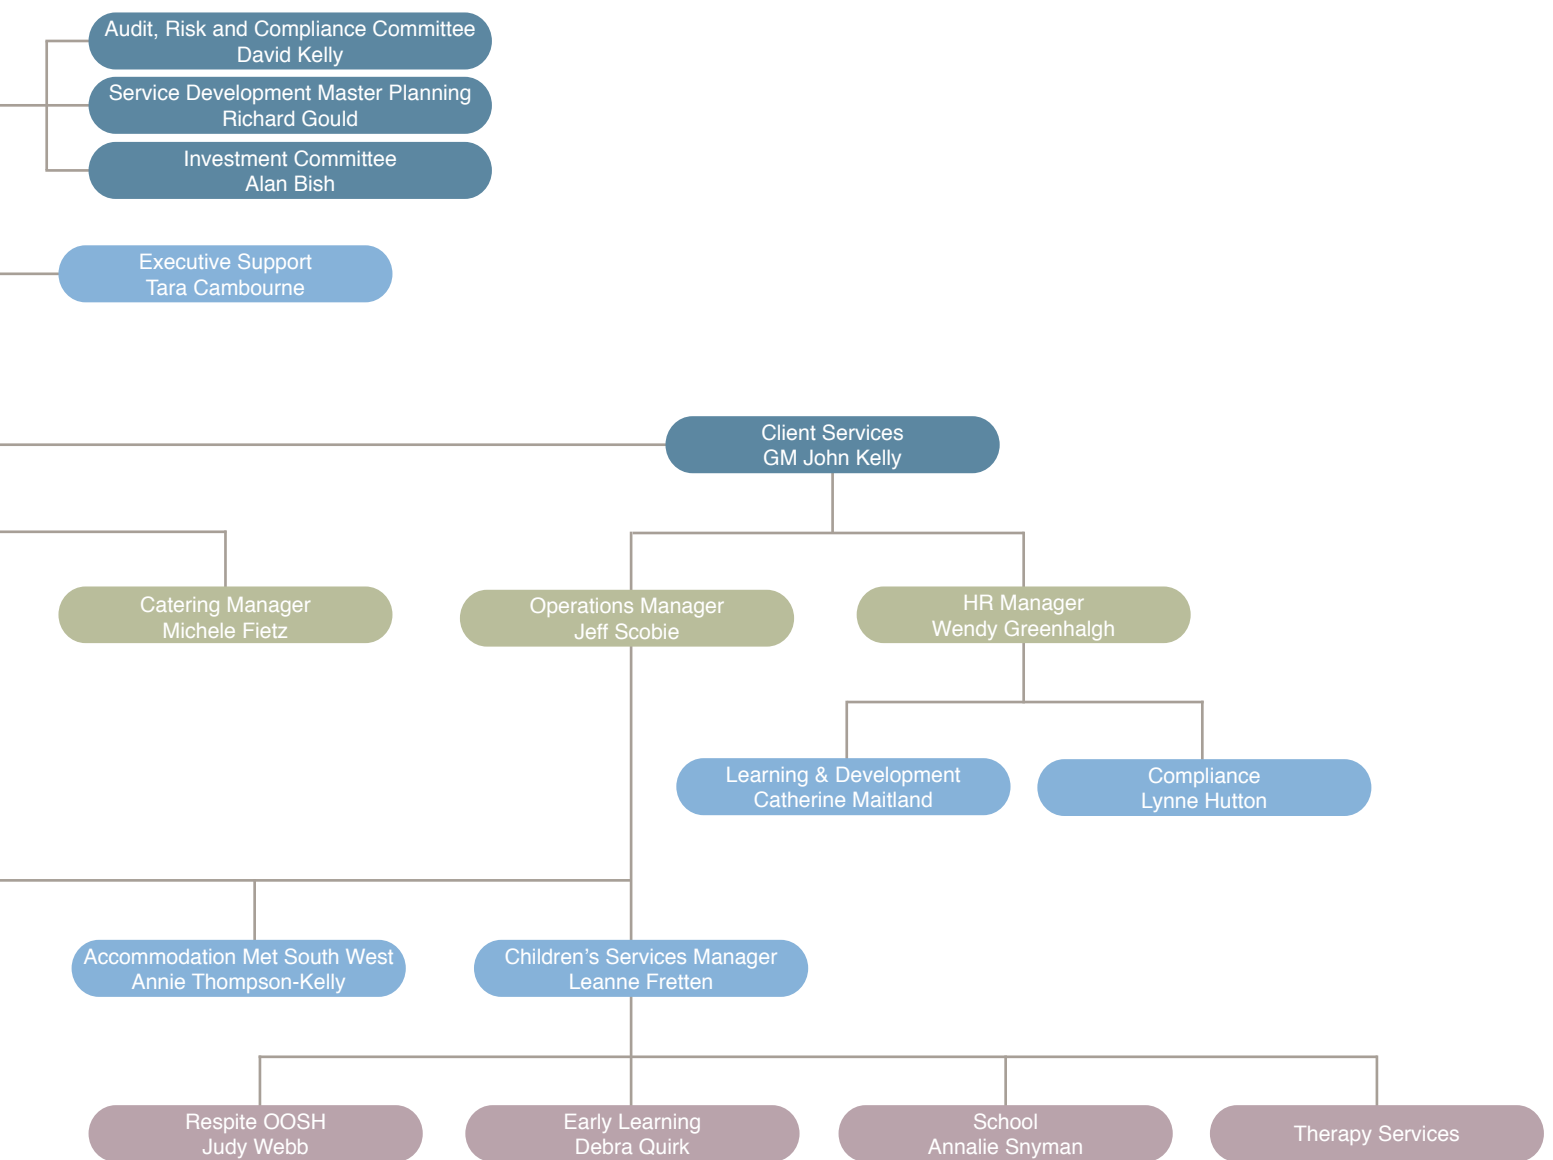 Audit, Risk and Compliance Committee
David Kelly
Service Development Master Planning
Richard Gould
Investment Committee
Alan Bish
Executive Support
Tara Cambourne
Client Services
GM John Kelly
Catering Manager
Michele Fietz
Operations Manager
Jeff Scobie
HR Manager
Wendy Greenhalgh
Learning & Development
Catherine Maitland
Compliance
Lynne Hutton
Accommodation Met South West
Annie Thompson-Kelly
Children’s Services Manager
Leanne Fretten
Respite OOSH
Judy Webb
Early Learning
Debra Quirk
School
Annalie Snyman
Therapy Services